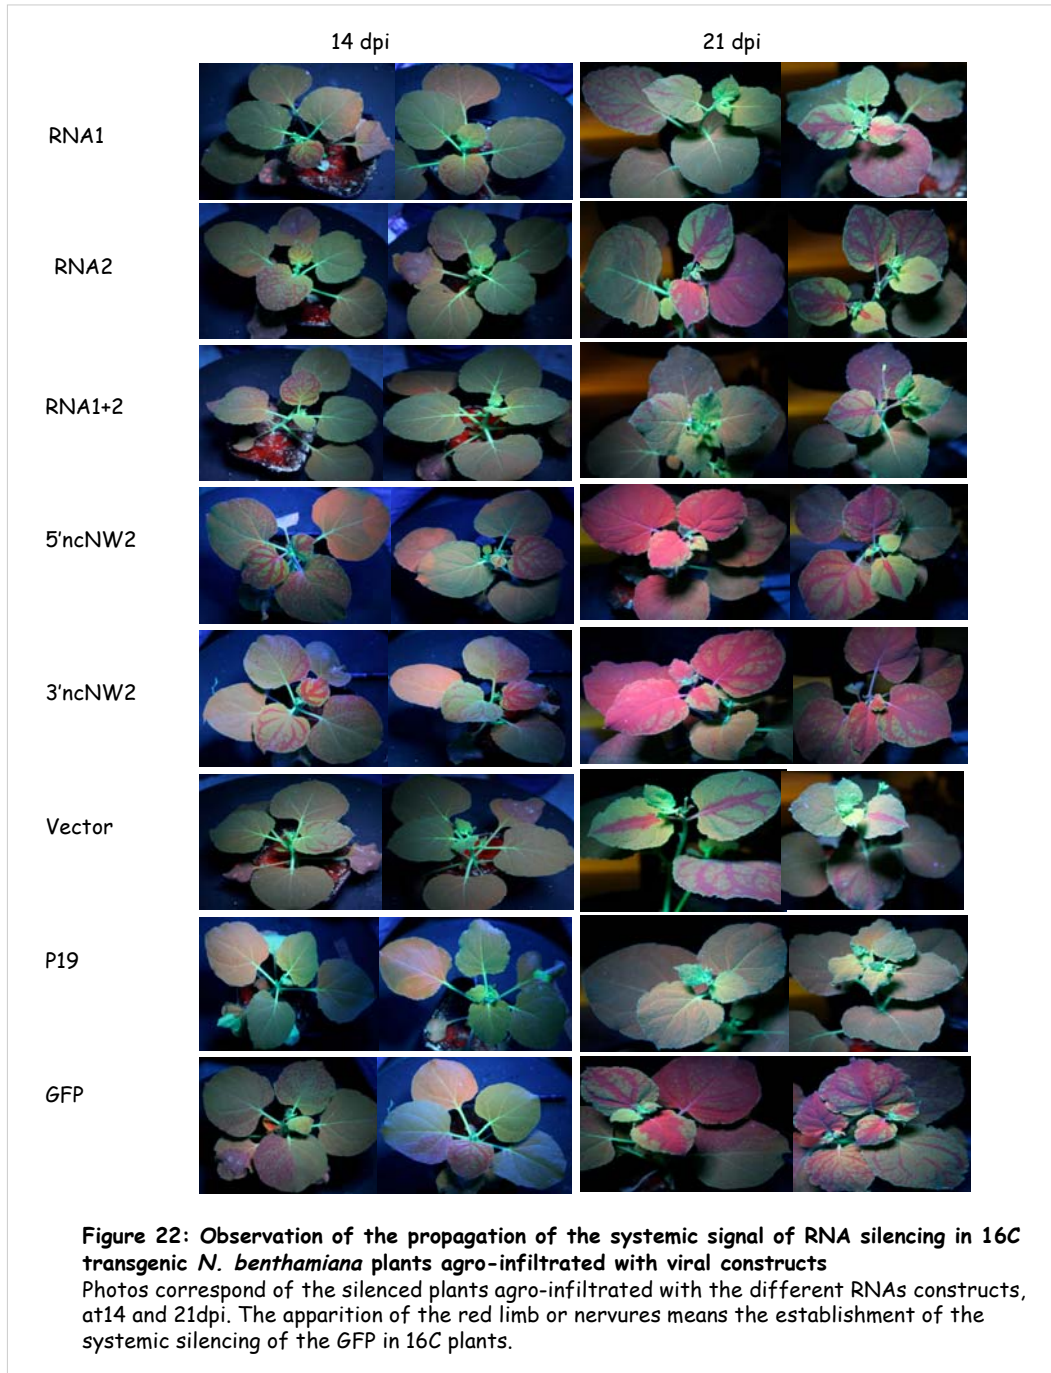 14 dpi 21 dpi
RNA1
RNA2
RNA1+2
5'ncNW2
3'ncNW2
Vector
P19
GFP
Figure 22: Observation of the propagation of the systemic signal of RNA silencing in 16C
transgenic N. benthamiana plants agro-infiltrated with viral constructs
Photos correspond of the silenced plants agro-infiltrated with the different RNAs constructs,
at14 and 21dpi. The apparition of the red limb or nervures means the establishment of the
systemic silencing of the GFP in 16C plants.